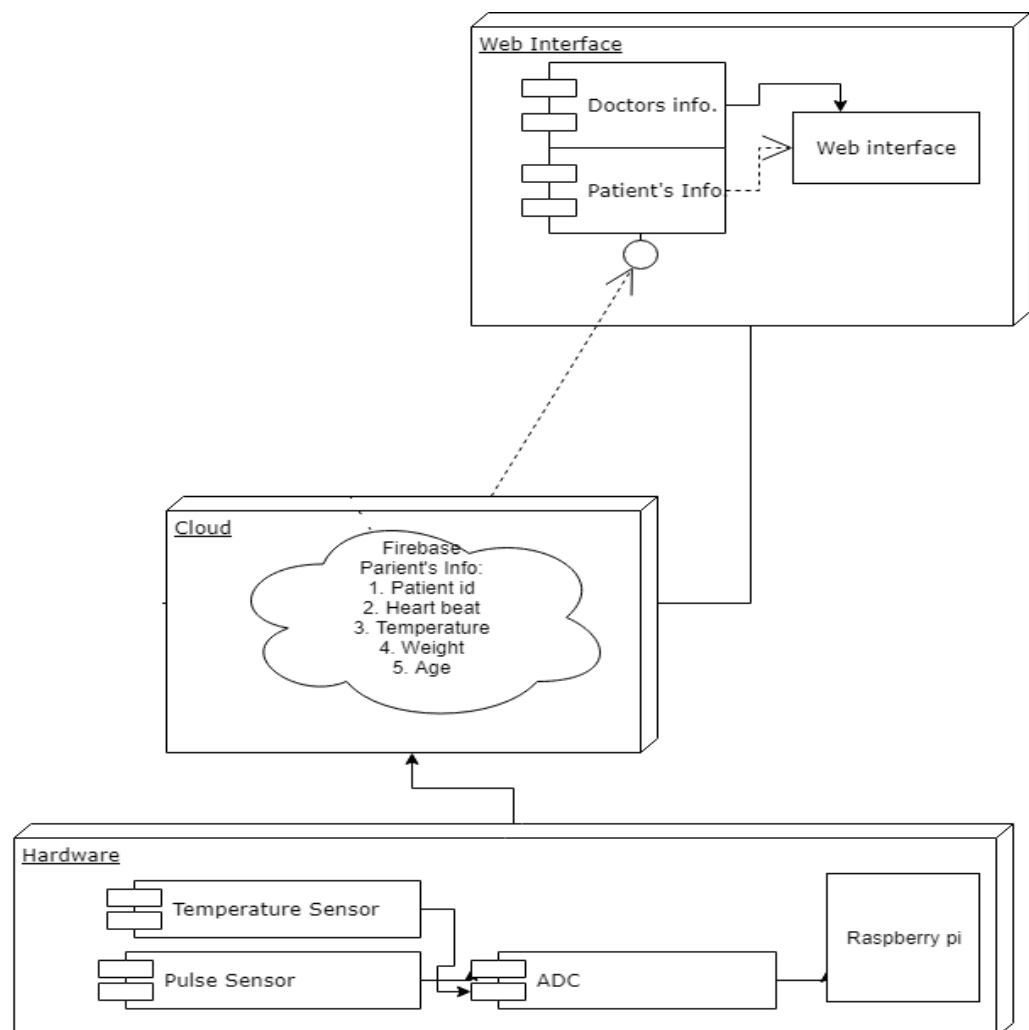 Web Interface
Doctors info.
Web interface
Patient's Info
Cloud
Firebase
Parient's Info:
1. Patient id
2. Heart beat
3. Temperature
4. Weight
5. Age
Hardware
Temperature Sensor
Raspberry pi
Pulse Sensor
ADC